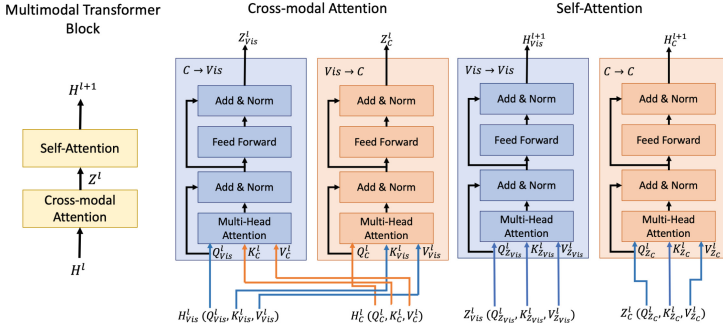 Multimodal Transformer
Block
H^{l+1}
Self-Attention
Z^l
Cross-modal
Attention
H^l
Cross-modal Attention
Z^l_{Vis}
C → Vis
Add & Norm
Feed Forward
Add & Norm
Multi-Head
Attention
Q^l_{Vis} K^l_C V^l_C
H^l_{Vis} (Q^l_{Vis}, K^l_{Vis}, V^l_{Vis})
Z^l_C
Vis → C
Add & Norm
Feed Forward
Add & Norm
Multi-Head
Attention
Q^l_C K^l_{Vis} V^l_{Vis}
H^l_C (Q^l_C, K^l_C, V^l_C)
Self-Attention
H^{l+1}_{Vis}
Vis → Vis
Add & Norm
Feed Forward
Add & Norm
Multi-Head
Attention
Q^l_{Z_{Vis}} K^l_{Z_{Vis}} V^l_{Z_{Vis}}
Z^l_{Vis} (Q^l_{Z_{Vis}}, K^l_{Z_{Vis}}, V^l_{Z_{Vis}})
H^{l+1}_C
C → C
Add & Norm
Feed Forward
Add & Norm
Multi-Head
Attention
Q^l_{Z_C} K^l_{Z_C} V^l_{Z_C}
Z^l_C (Q^l_{Z_C}, K^l_{Z_C}, V^l_{Z_C})